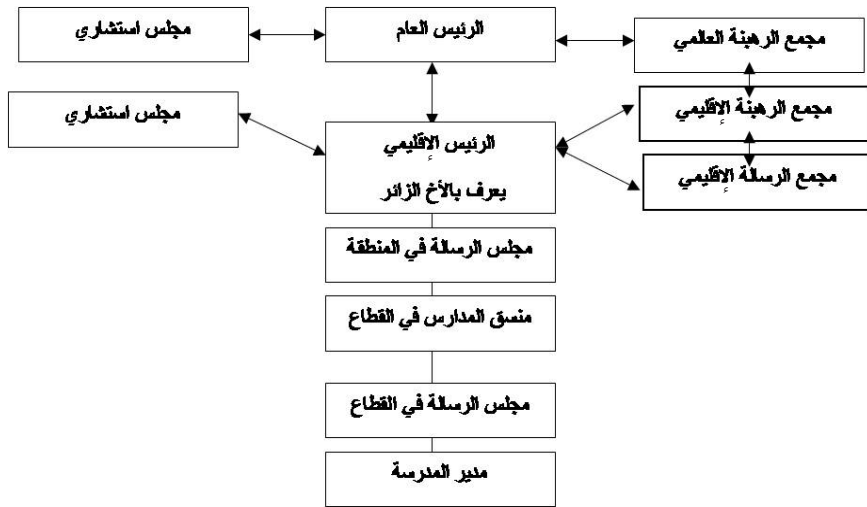 مجمع الرهبنة العالمي
الرئيس العام
مجلس استشاري
مجمع الرهبنة الإقليمي
مجلس استشاري
الرئيس الإقليمي
يعرف بالأخ الزائر
مجمع الرسالة الإقليمي
مجلس الرسالة في المنطقة
منسق المدارس في القطاع
مجلس الرسالة في القطاع
مدير المدرسة